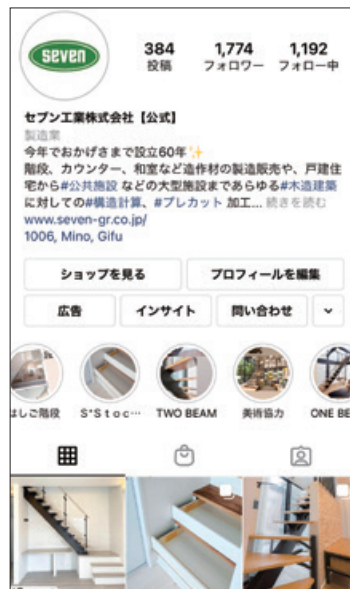 seven
384 1,774 1,192
投稿 フォロワー フォロー中
セブン工業株式会社【公式】
製造業
今年でおかげさまで設立60年✨
階段、カウンター、和室など造作材の製造販売や、戸建住
宅から#公共施設 などの大型施設まであらゆる#木造建築
に対しての#構造計算、#プレカット 加工... 続きを読む
www.seven-gr.co.jp/
1006, Mino, Gifu
ショップを見る プロフィールを編集
広告 インサイト 問い合わせ
はしご階段 S*Stoc… TWO BEAM 美術協力 ONE BE